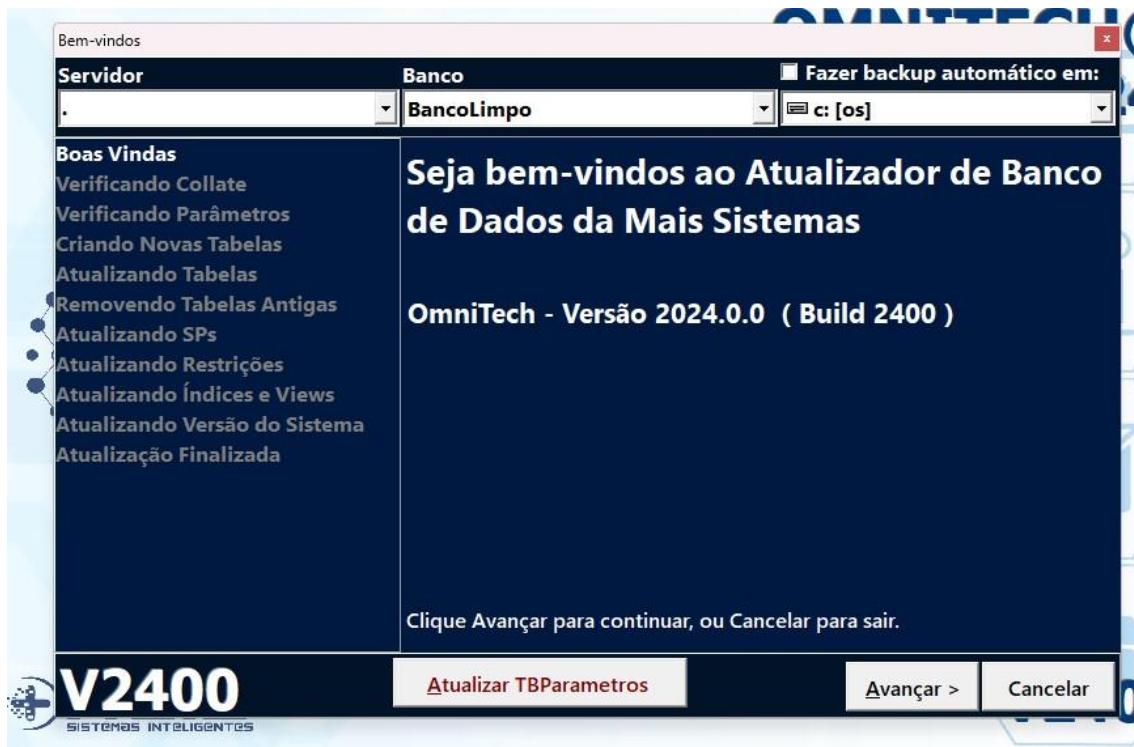 OMNITECH
Bem-vindos
x
Servidor
Banco
Fazer backup automático em:
.
BancoLimpo
c: [os]
Boas Vindas
Verificando Collate
Verificando Parâmetros
Criando Novas Tabelas
Atualizando Tabelas
Removendo Tabelas Antigas
Atualizando SPs
Atualizando Restrições
Atualizando Índices e Views
Atualizando Versão do Sistema
Atualização Finalizada
Seja bem-vindos ao Atualizador de Banco
de Dados da Mais Sistemas
OmniTech - Versão 2024.0.0 ( Build 2400 )
Clique Avançar para continuar, ou Cancelar para sair.
V2400
Atualizar TBParametros
Avançar >
Cancelar
SISTEMAS INTELIGENTES